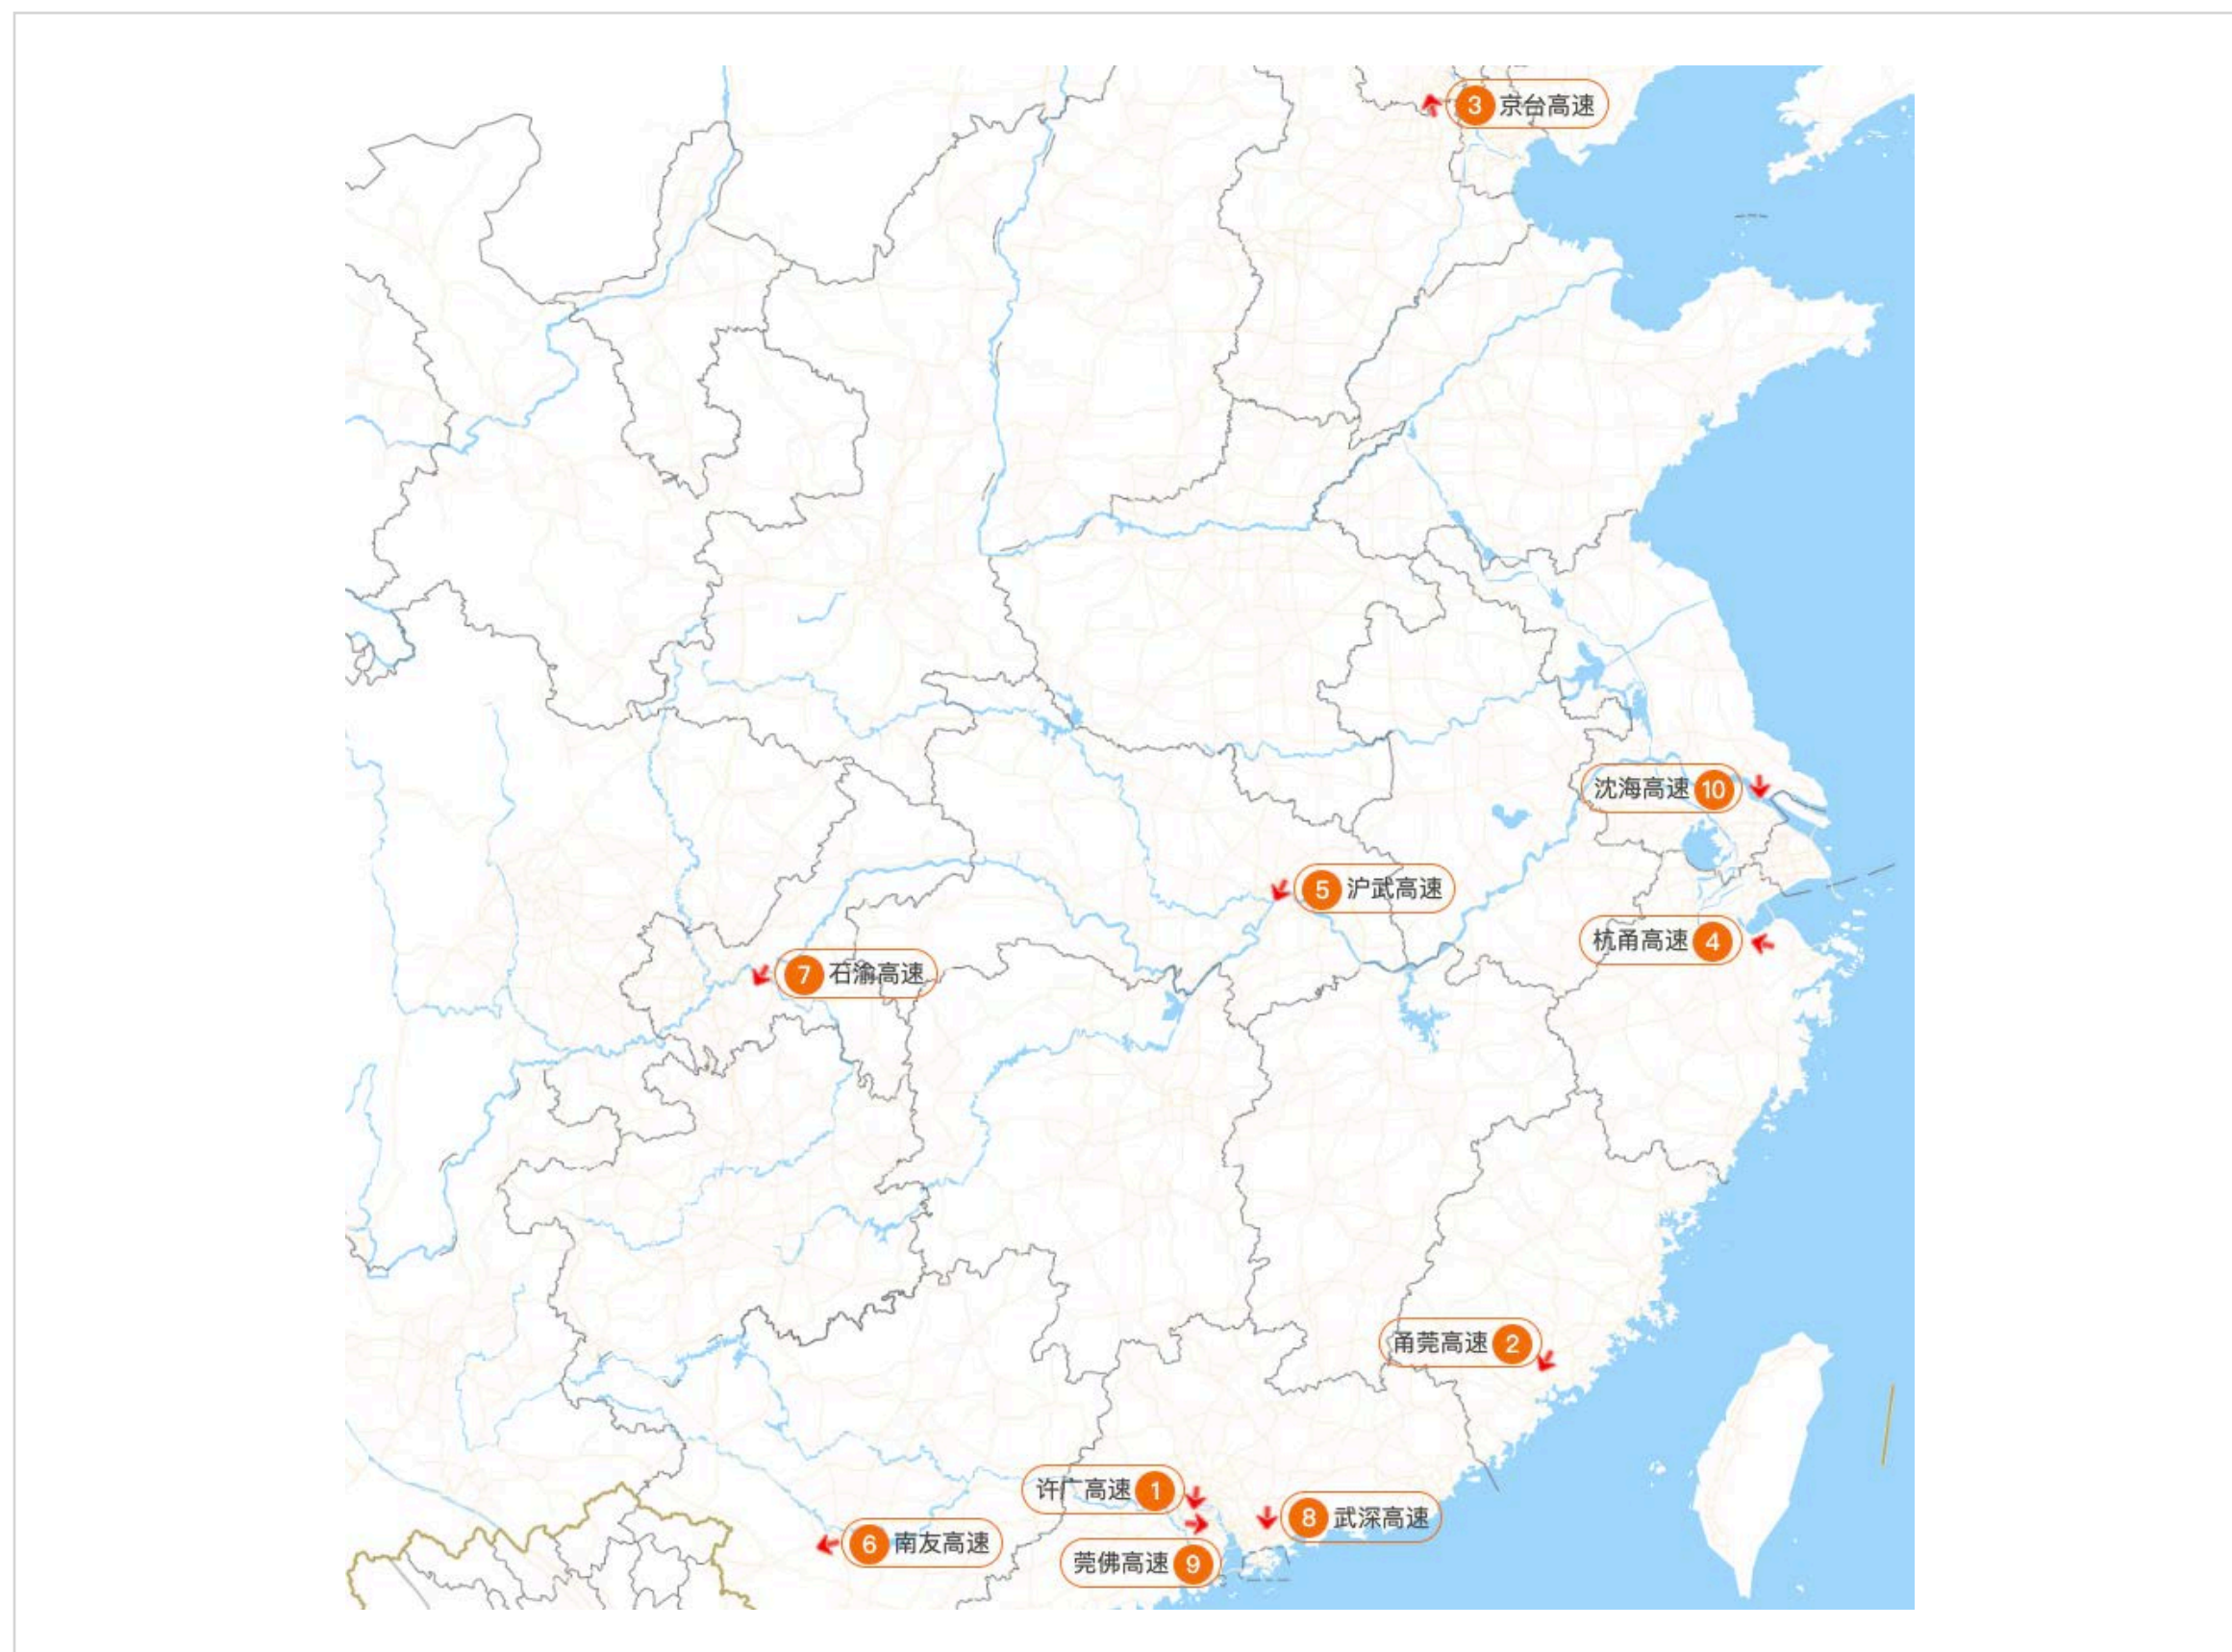 3 京台高速
沈海高速 10
5 沪武高速
杭甬高速 4
7 石渝高速
甬莞高速 2
许广高速 1
8 武深高速
6 南友高速
莞佛高速 9